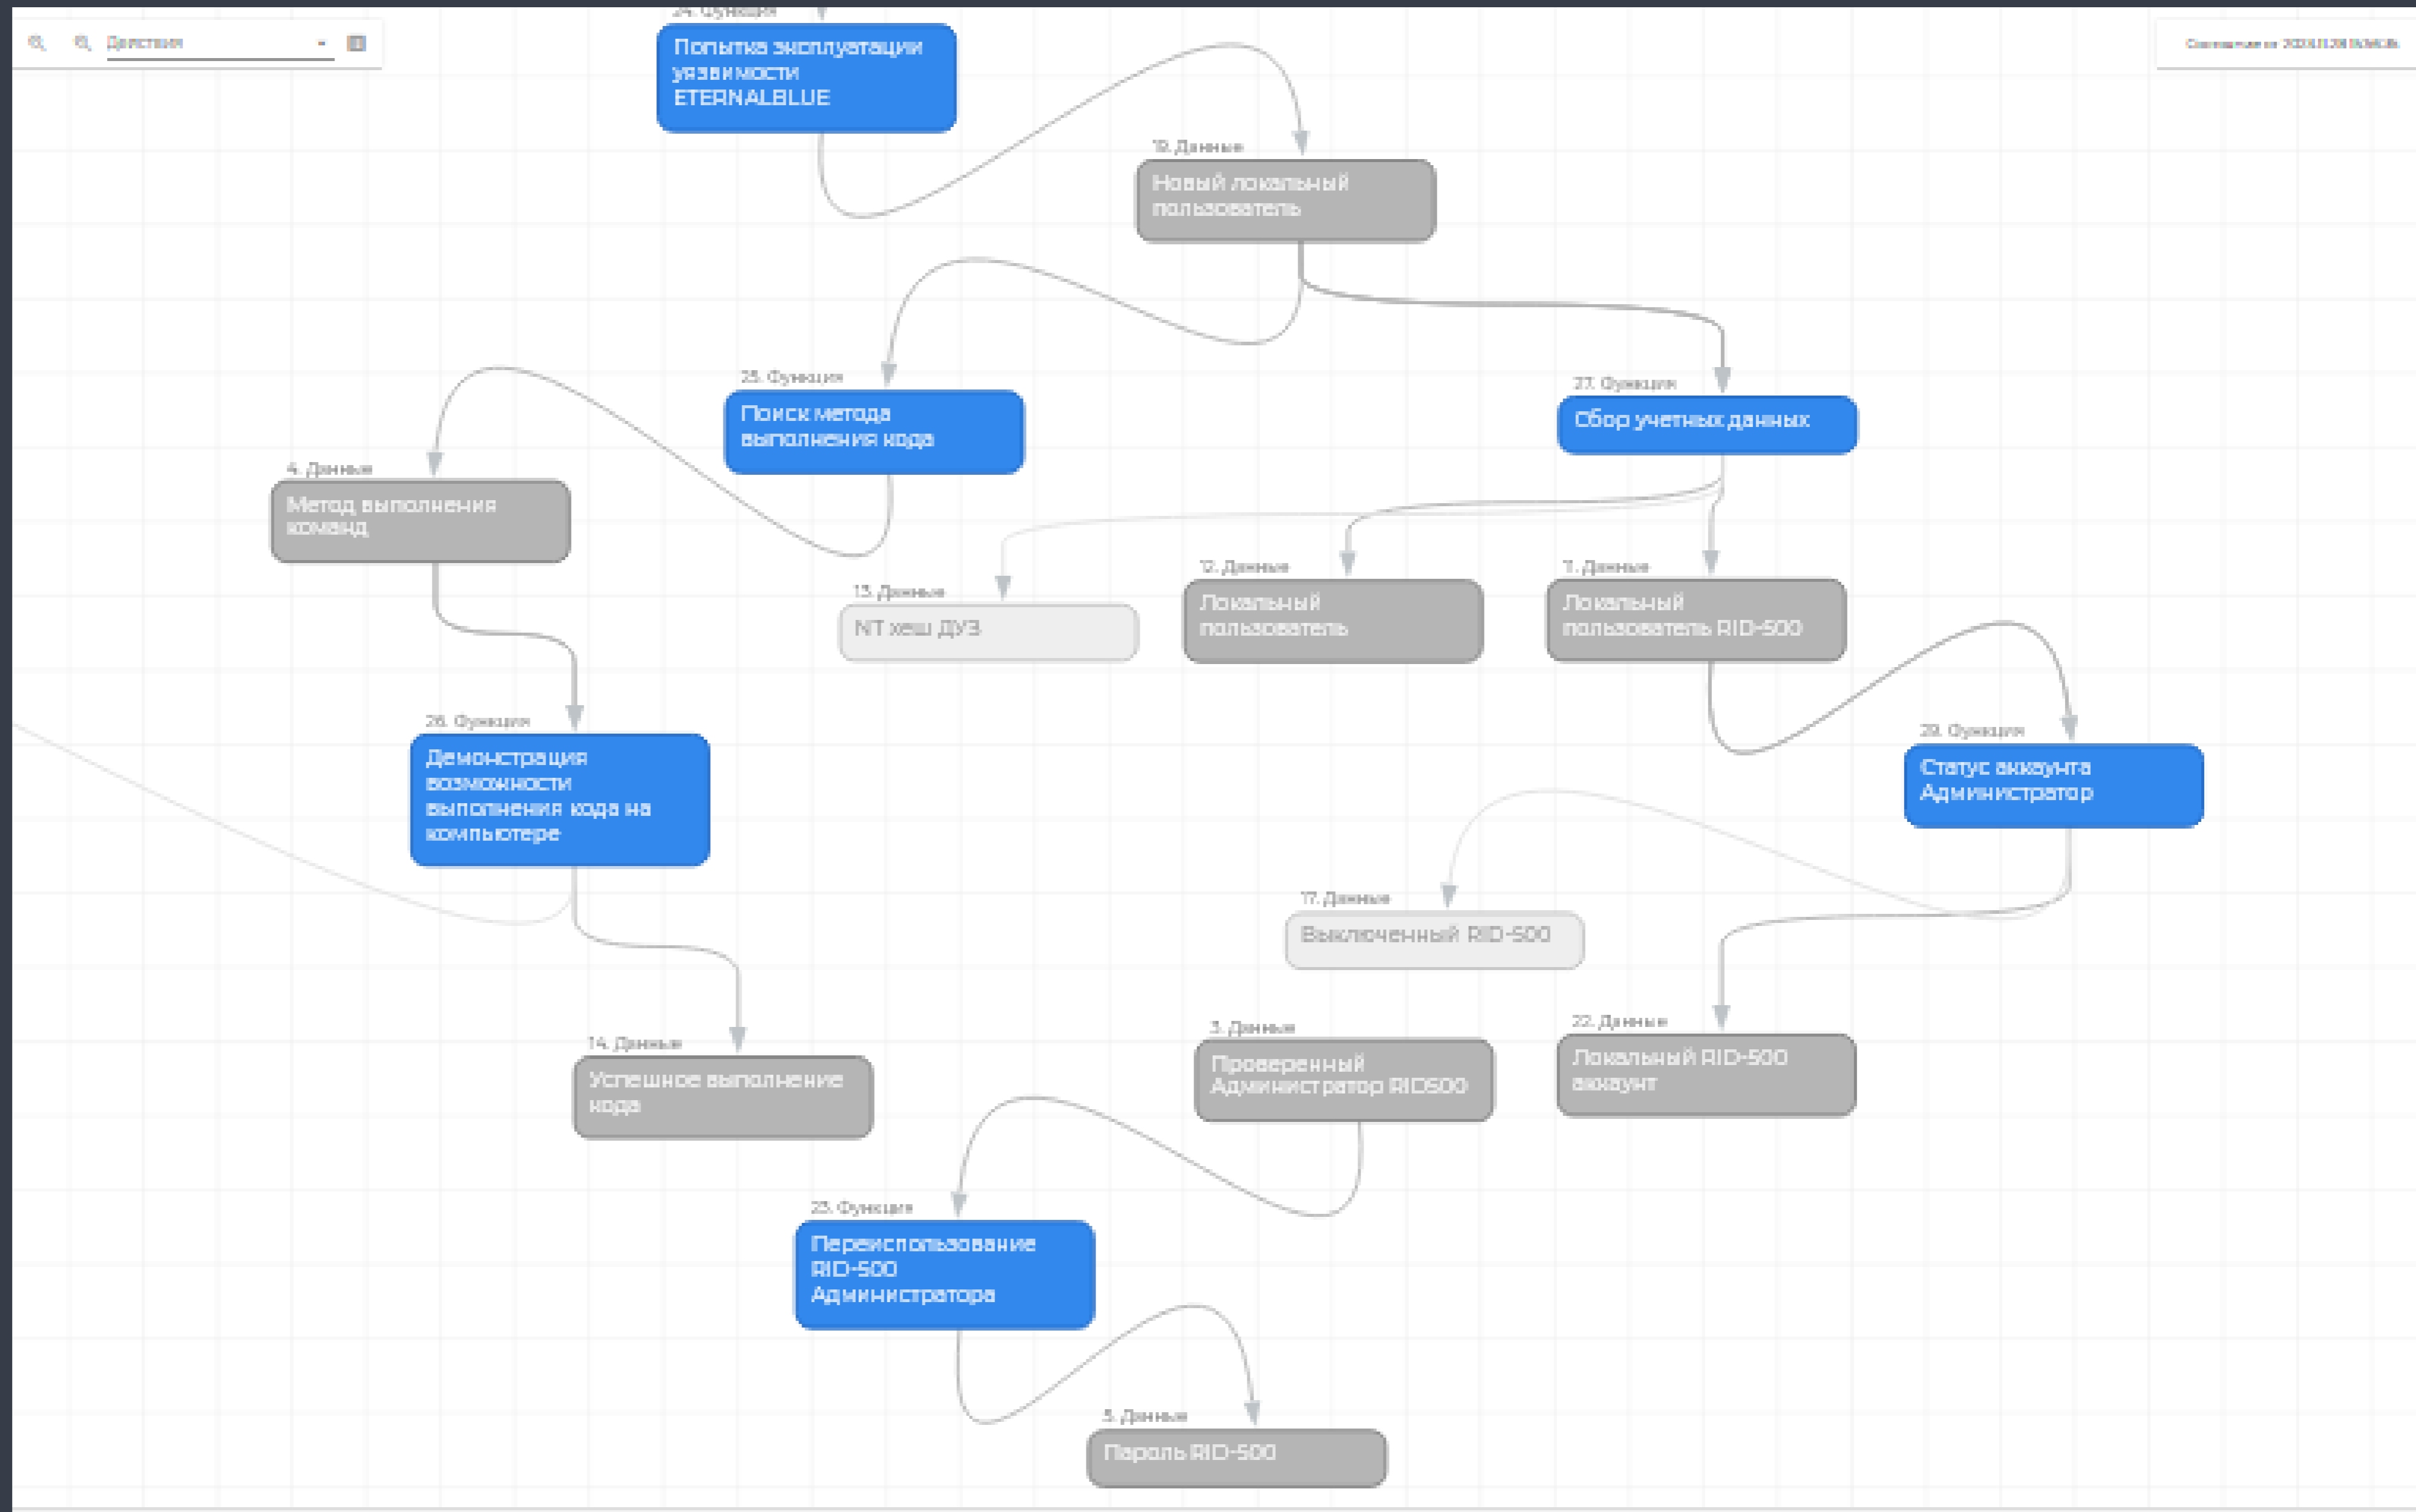 24. Функция
Действия
Попытка эксплуатации
уязвимости
ETERNALBLUE
19. Данные
Новый локальный
пользователь
25. Функция
Поиск метода
выполнения кода
27. Функция
Сбор учетных данных
4. Данные
Метод выполнения
команд
13. Данные
NT хеш ДУЗ
12. Данные
Локальный
пользователь
11. Данные
Локальный
пользователь RID-500
26. Функция
Демонстрация
возможности
выполнения кода на
компьютере
Функция
Статус аккаунта
Администратор
17. Данные
Выключенный RID-500
14. Данные
Успешное выполнение
кода
3. Данные
Проверенный
Администратор RID500
22. Данные
Локальный RID-500
аккаунт
23. Функция
Переиспользование
RID-500
Администратора
5. Данные
Пароль RID-500